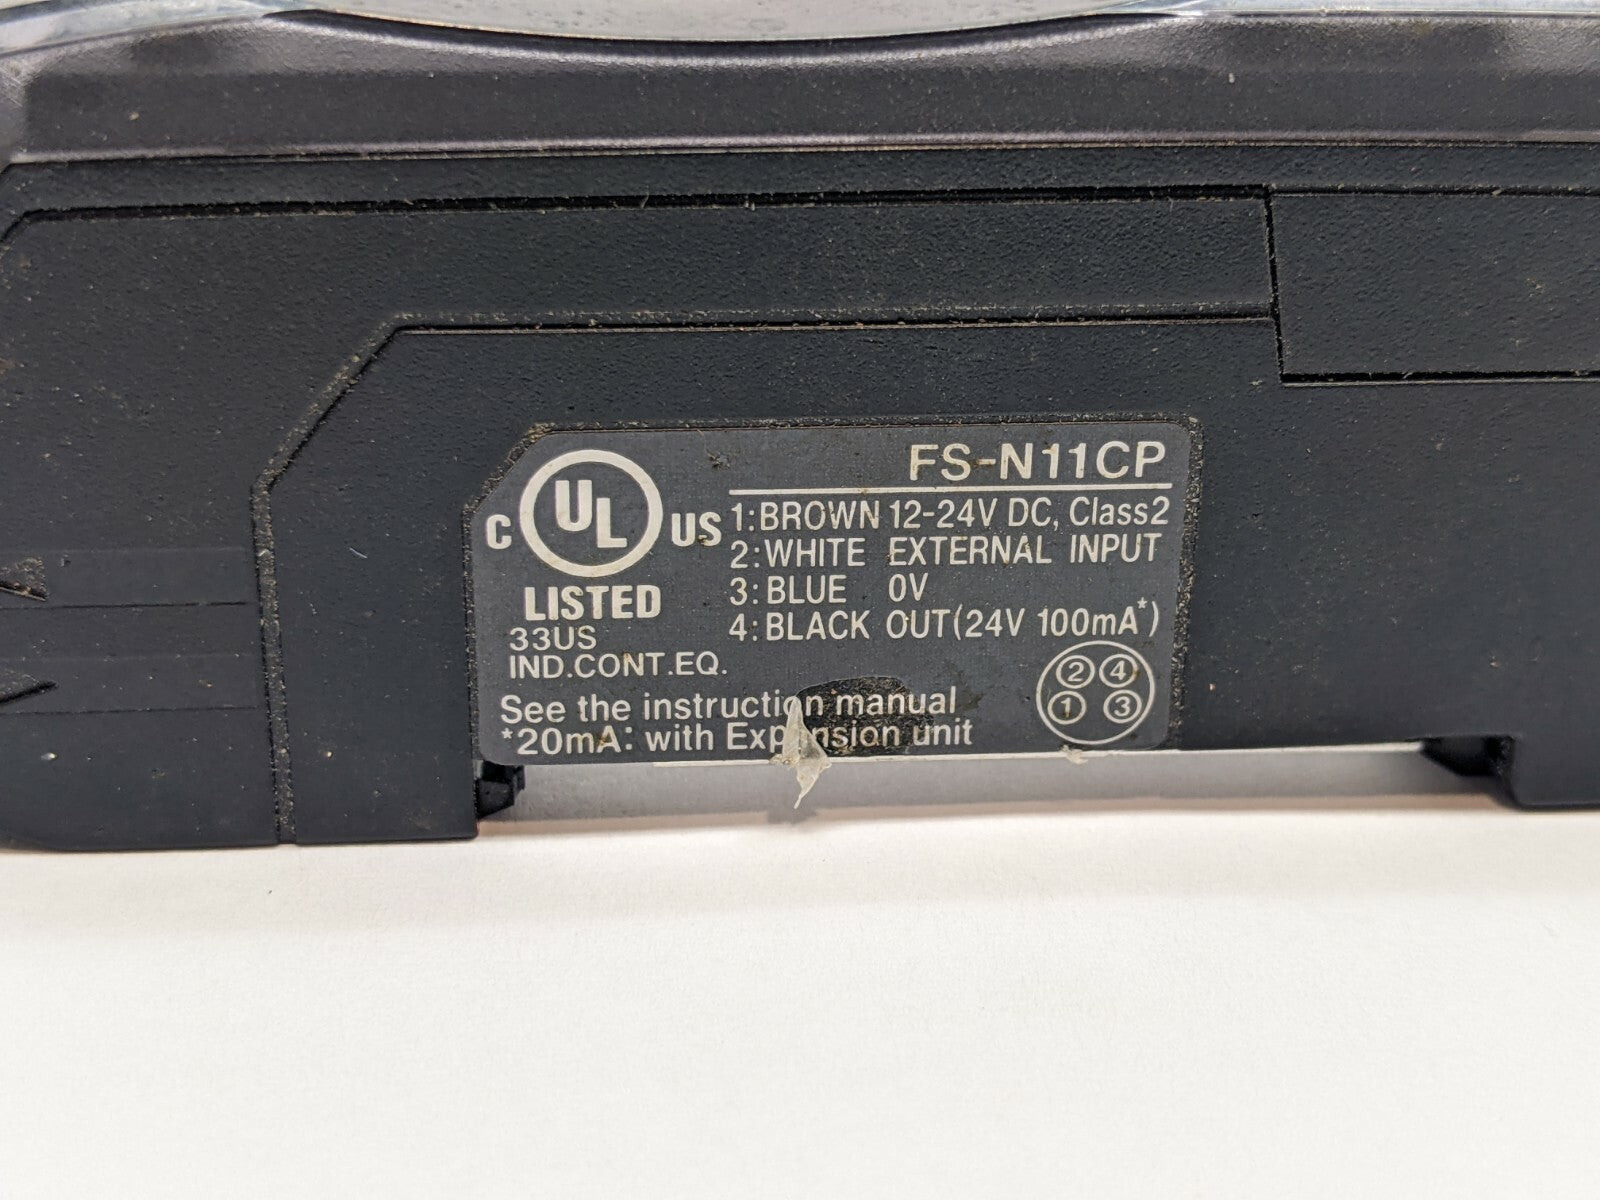 FS-N11CP
C UL US
LISTED
33US
IND.CONT.EQ.
1:BROWN 12-24V DC, Class2
2:WHITE EXTERNAL INPUT
3:BLUE 0V
4:BLACK OUT(24V 100mA*)
See the instruction manual
*20mA: with Expansion unit
2 4
1 3